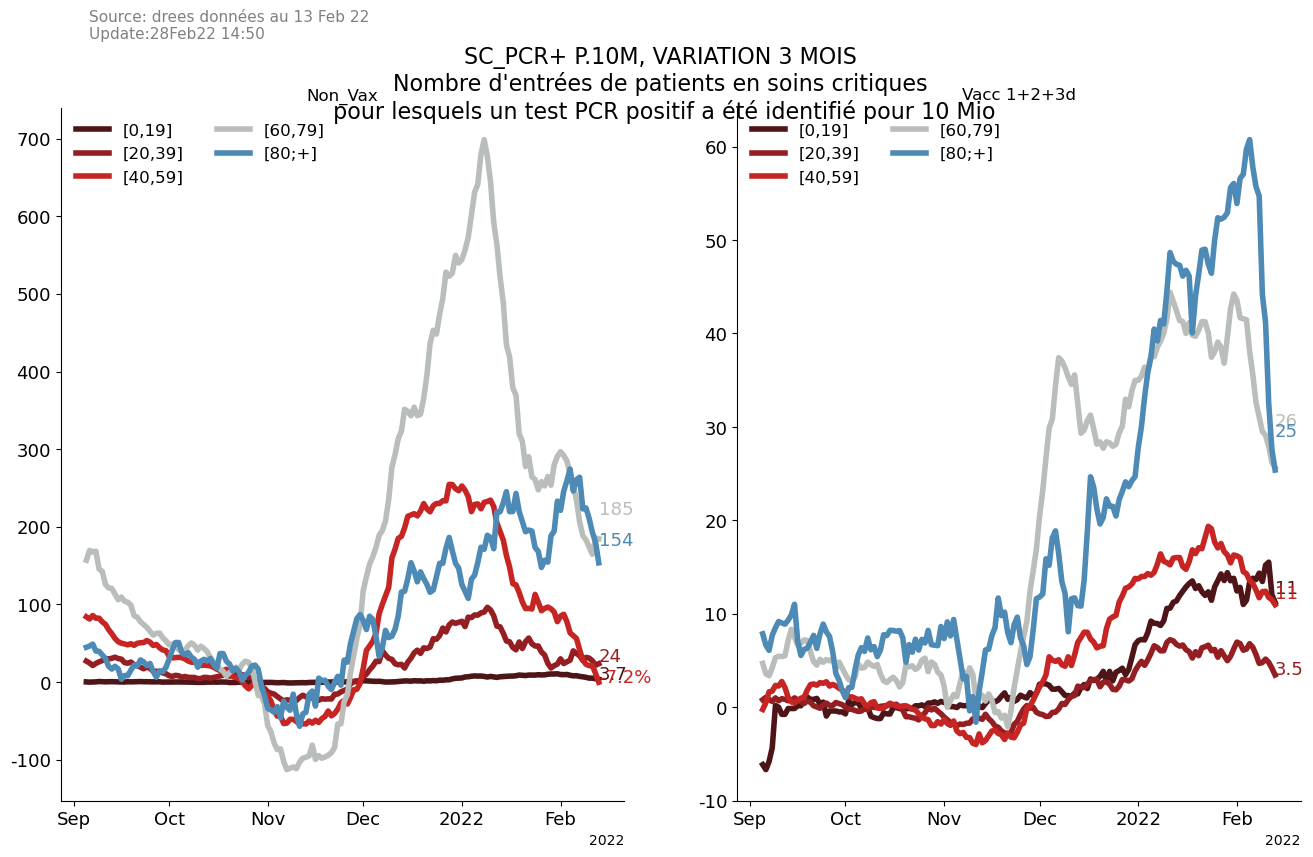 Source: drees données au 13 Feb 22
Update:28Feb22 14:50
SC_PCR+ P.10M, VARIATION 3 MOIS
Nombre d'entrées de patients en soins critiques
pour lesquels un test PCR positif a été identifié pour 10 Mio
Non_Vax
[0,19]
[20,39]
[40,59]
[60,79]
[80;+]
700
600
500
400
300
200
100
0
-100
185
154
24
3.7
Sep
Oct
Nov
Dec
2022
Feb
2022
Vacc 1+2+3d
[0,19]
[20,39]
[40,59]
[60,79]
[80;+]
60
50
40
30
20
10
0
-10
26
25
11
11
3.5
Sep
Oct
Nov
Dec
2022
Feb
2022